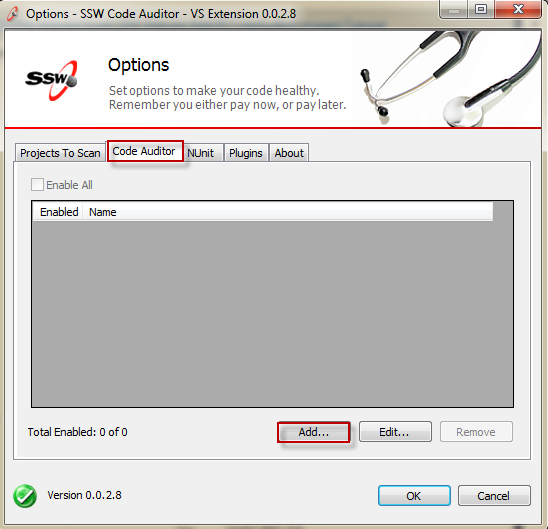 Options - SSW Code Auditor - VS Extension 0.0.2.8
SSW
Options
Set options to make your code healthy.
Remember you either pay now, or pay later.
Projects To Scan Code Auditor NUnit Plugins About
Enable All
Enabled Name
Total Enabled: 0 of 0 Add... Edit... Remove
Version 0.0.2.8 OK Cancel